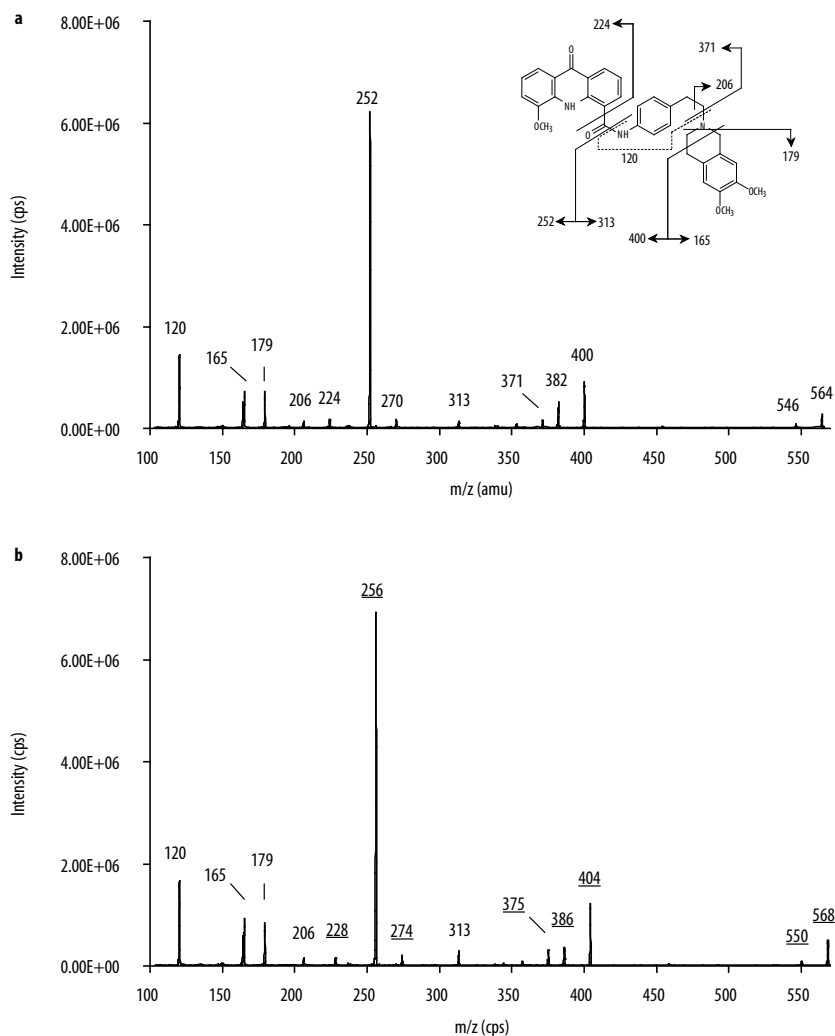 a
8.00E+06
6.00E+06
4.00E+06
2.00E+06
0.00E+06
Intensity (cps)
252
120
165
179
206
224
270
313
371
382
400
546
564
100 150 200 250 300 350 400 450 500 550
m/z (amu)
224
371
O
206
NH
OCH3
O
NH
N
120
179
OCH3
OCH3
252
313
400
165
b
8.00E+06
6.00E+06
4.00E+06
2.00E+06
0.00E+06
Intensity (cps)
256
120
165
179
206
228
274
313
375
386
404
550
568
100 150 200 250 300 350 400 450 500 550
m/z (cps)